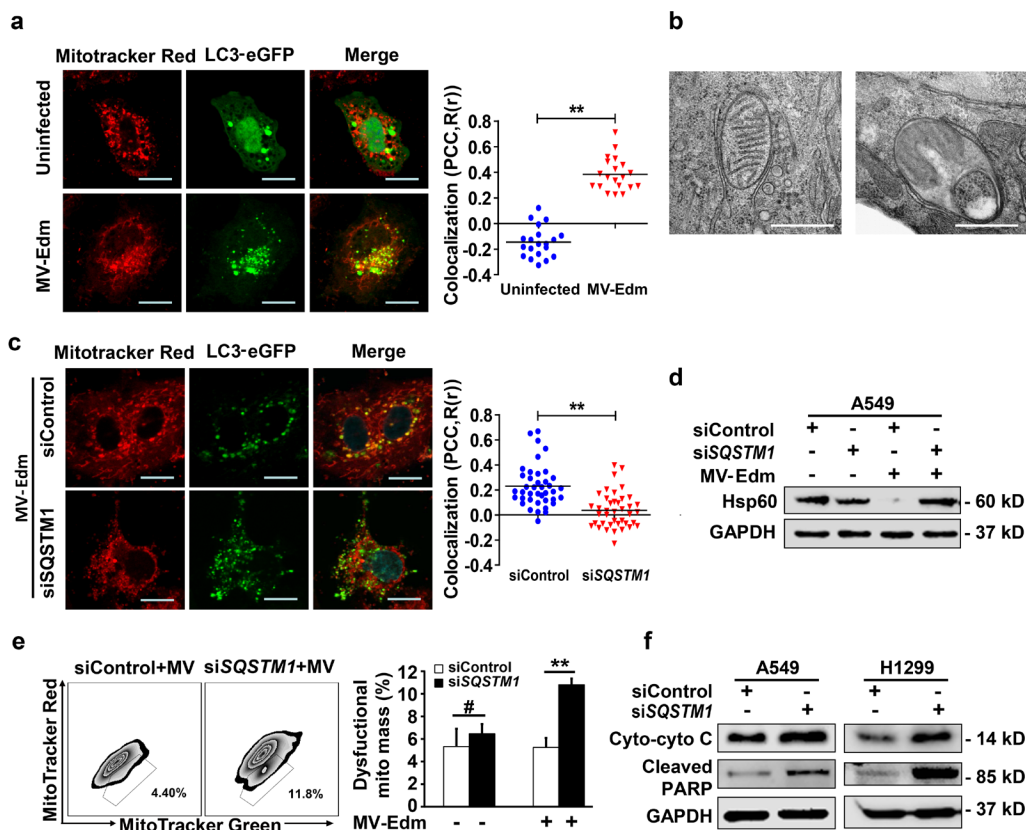 a
Mitotracker Red LC3-eGFP Merge
Uninfected
MV-Edm
Colocalization (PCC,R(r))
0.8
0.6
0.4
0.2
0.0
-0.2
-0.4
**
Uninfected MV-Edm
b
c
Mitotracker Red LC3-eGFP Merge
MV-Edm
siControl
siSQSTM1
Colocalization (PCC,R(r))
0.8
0.6
0.4
0.2
0.0
-0.2
-0.4
**
siControl siSQSTM1
d
A549
siControl + - + -
siSQSTM1 - + - +
MV-Edm - - + +
Hsp60 - 60 kD
GAPDH - 37 kD
e
siControl+MV siSQSTM1+MV
MitoTracker Red
4.40% 11.8%
MitoTracker Green
Dysfuctional
mito mass (%)
12
10
8
6
4
2
0
siControl
siSQSTM1
#
**
MV-Edm - - + +
f
A549 H1299
siControl + - + -
siSQSTM1 - + - +
Cyto-cyto C - 14 kD
Cleaved
PARP - 85 kD
GAPDH - 37 kD